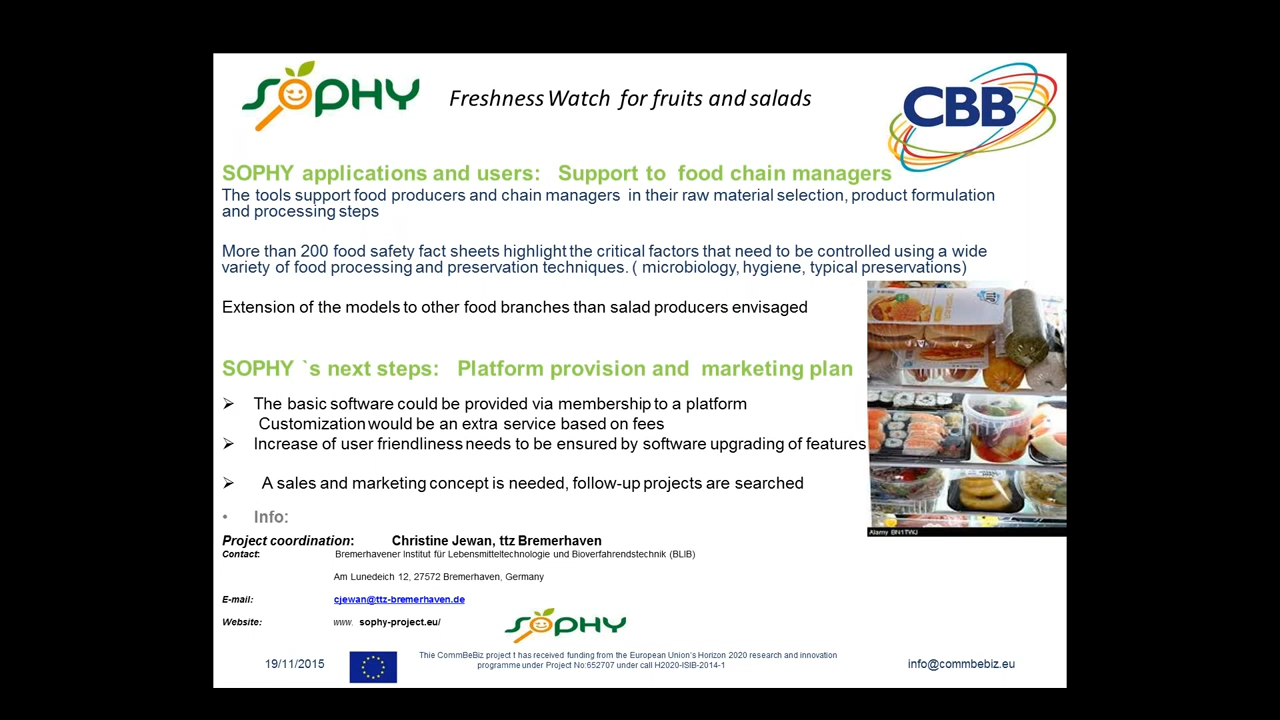 SOPHY
Freshness Watch for fruits and salads
CBB
SOPHY applications and users: Support to food chain managers
The tools support food producers and chain managers in their raw material selection, product formulation
and processing steps
More than 200 food safety fact sheets highlight the critical factors that need to be controlled using a wide
variety of food processing and preservation techniques. ( microbiology, hygiene, typical preservations)
Extension of the models to other food branches than salad producers envisaged
SOPHY `s next steps: Platform provision and marketing plan
➢ The basic software could be provided via membership to a platform
Customization would be an extra service based on fees
➢ Increase of user friendliness needs to be ensured by software upgrading of features
➢ A sales and marketing concept is needed, follow-up projects are searched
• Info:
Project coordination: Christine Jewan, ttz Bremerhaven
Contact: Bremerhavener Institut für Lebensmitteltechnologie und Bioverfahrendstechnik (BLIB)
Am Lunedeich 12, 27572 Bremerhaven, Germany
E-mail: cjewan@ttz-bremerhaven.de
Website: www. sophy-project.eu/
SOPHY
Alamy BN1TWJ
19/11/2015
Thie CommBeBiz project t has received funding from the European Union's Horizon 2020 research and innovation
programme under Project No:652707 under call H2020-ISIB-2014-1
info@commbebiz.eu